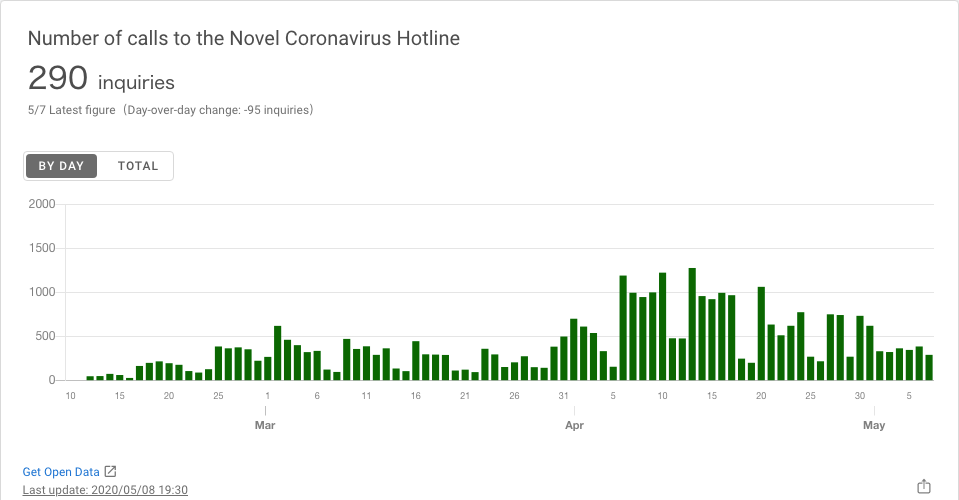 Number of calls to the Novel Coronavirus Hotline
290 inquiries
5/7 Latest figure（Day-over-day change: -95 inquiries）
BY DAY TOTAL
2000
1500
1000
500
0
10 15 20 25 1 6 11 16 21 26 31 5 10 15 20 25 30 5
Mar Apr May
Get Open Data
Last update: 2020/05/08 19:30